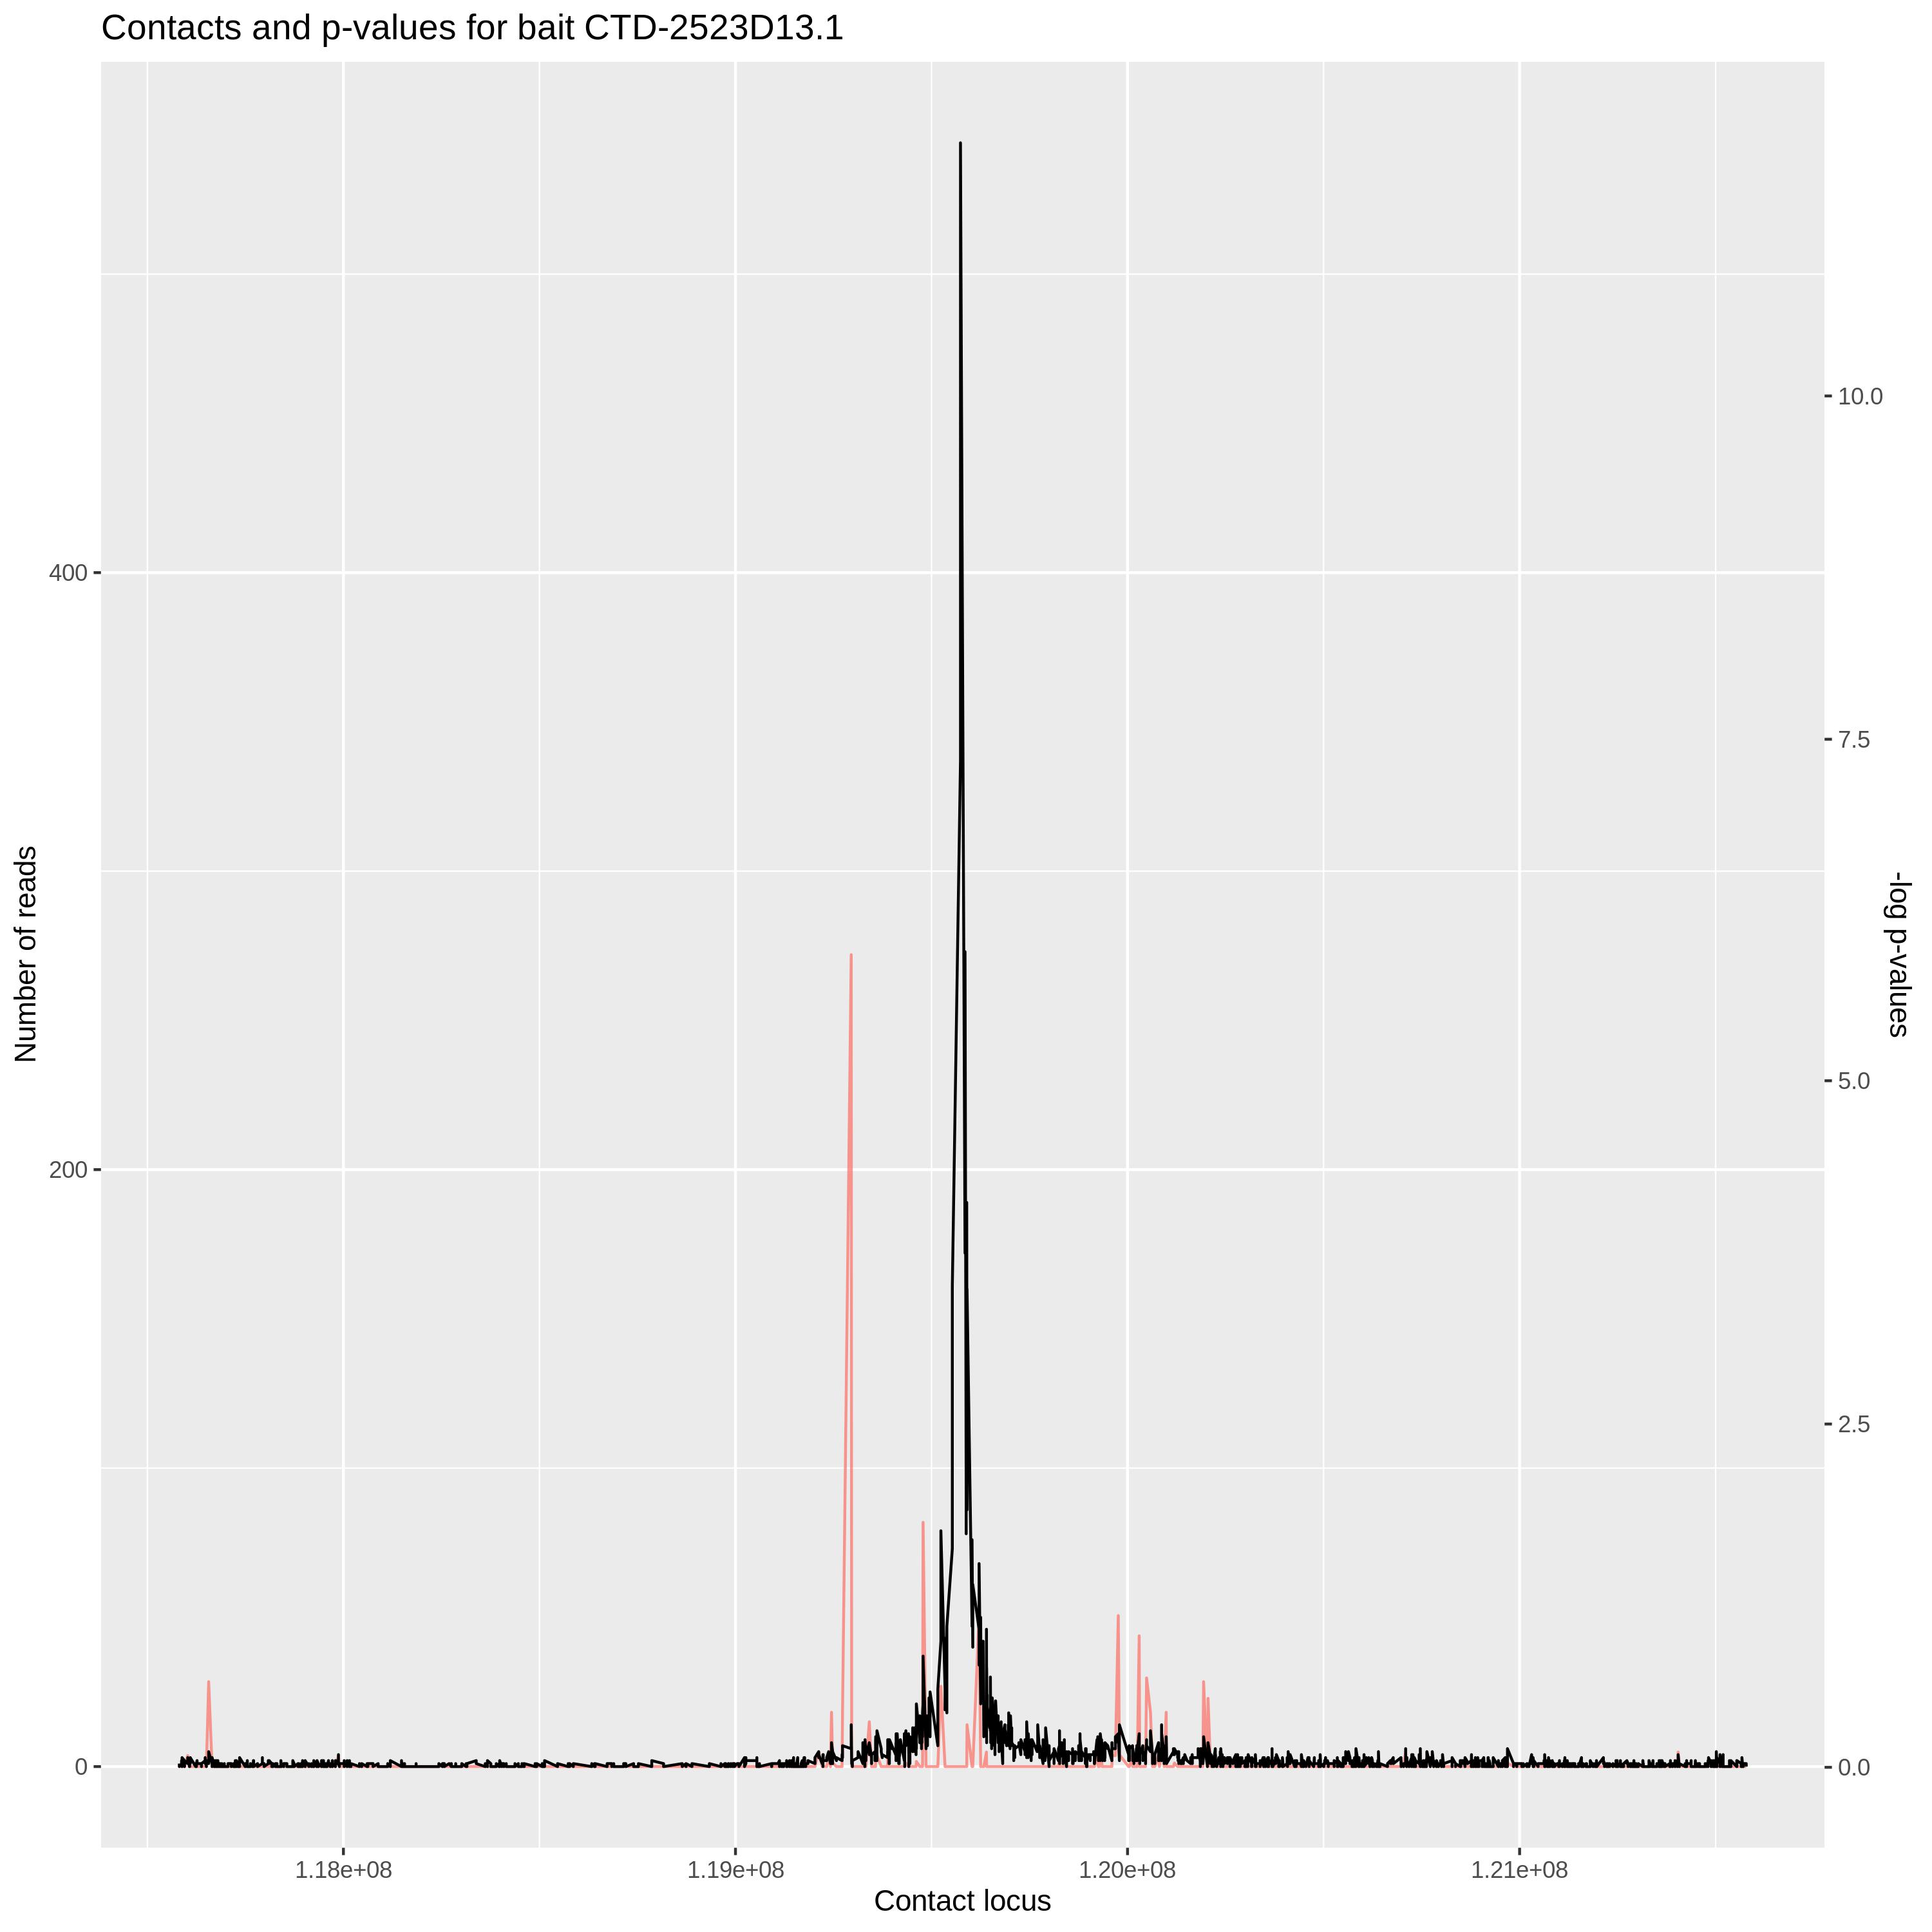 Contacts and p-values for bait CTD-2523D13.1
Number of reads
400
200
0
10.0
7.5
5.0
2.5
0.0
-log p-values
1.18e+08
1.19e+08
1.20e+08
1.21e+08
Contact locus